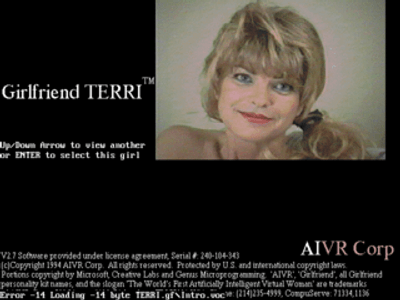 Girlfriend TERRI™
Up/Down Arrow to view another
or ENTER to select this girl
AIVR Corp
V2.7 Software provided under license agreement, Serial #: 240-104-343
(c)Copyright 1994 AIVR Corp. All rights reserved. Protected by U.S. and international copyright laws.
Portions copyright by Microsoft, Creative Labs and Genus Microprogramming. "AIVR', 'Girlfriend', all Girlfriend
personality kit names, and the slogan "The World's First Artificially Intelligent Virtual Woman' are trademarks
Error -14 Loading -14 byte TERRI.gf\Intro.voc
(214)235-4999, CompuServe: 71334,1136